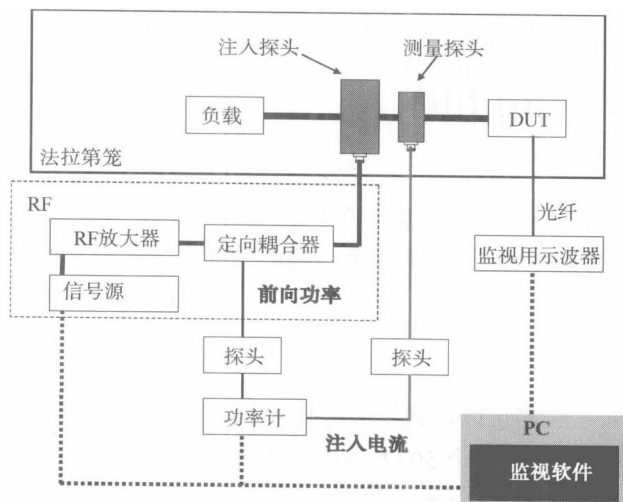 注入探头
测量探头
负载
DUT
法拉第笼
RF
光纤
RF放大器
定向耦合器
监视用示波器
信号源
前向功率
探头
探头
功率计
注入电流
PC
监视软件